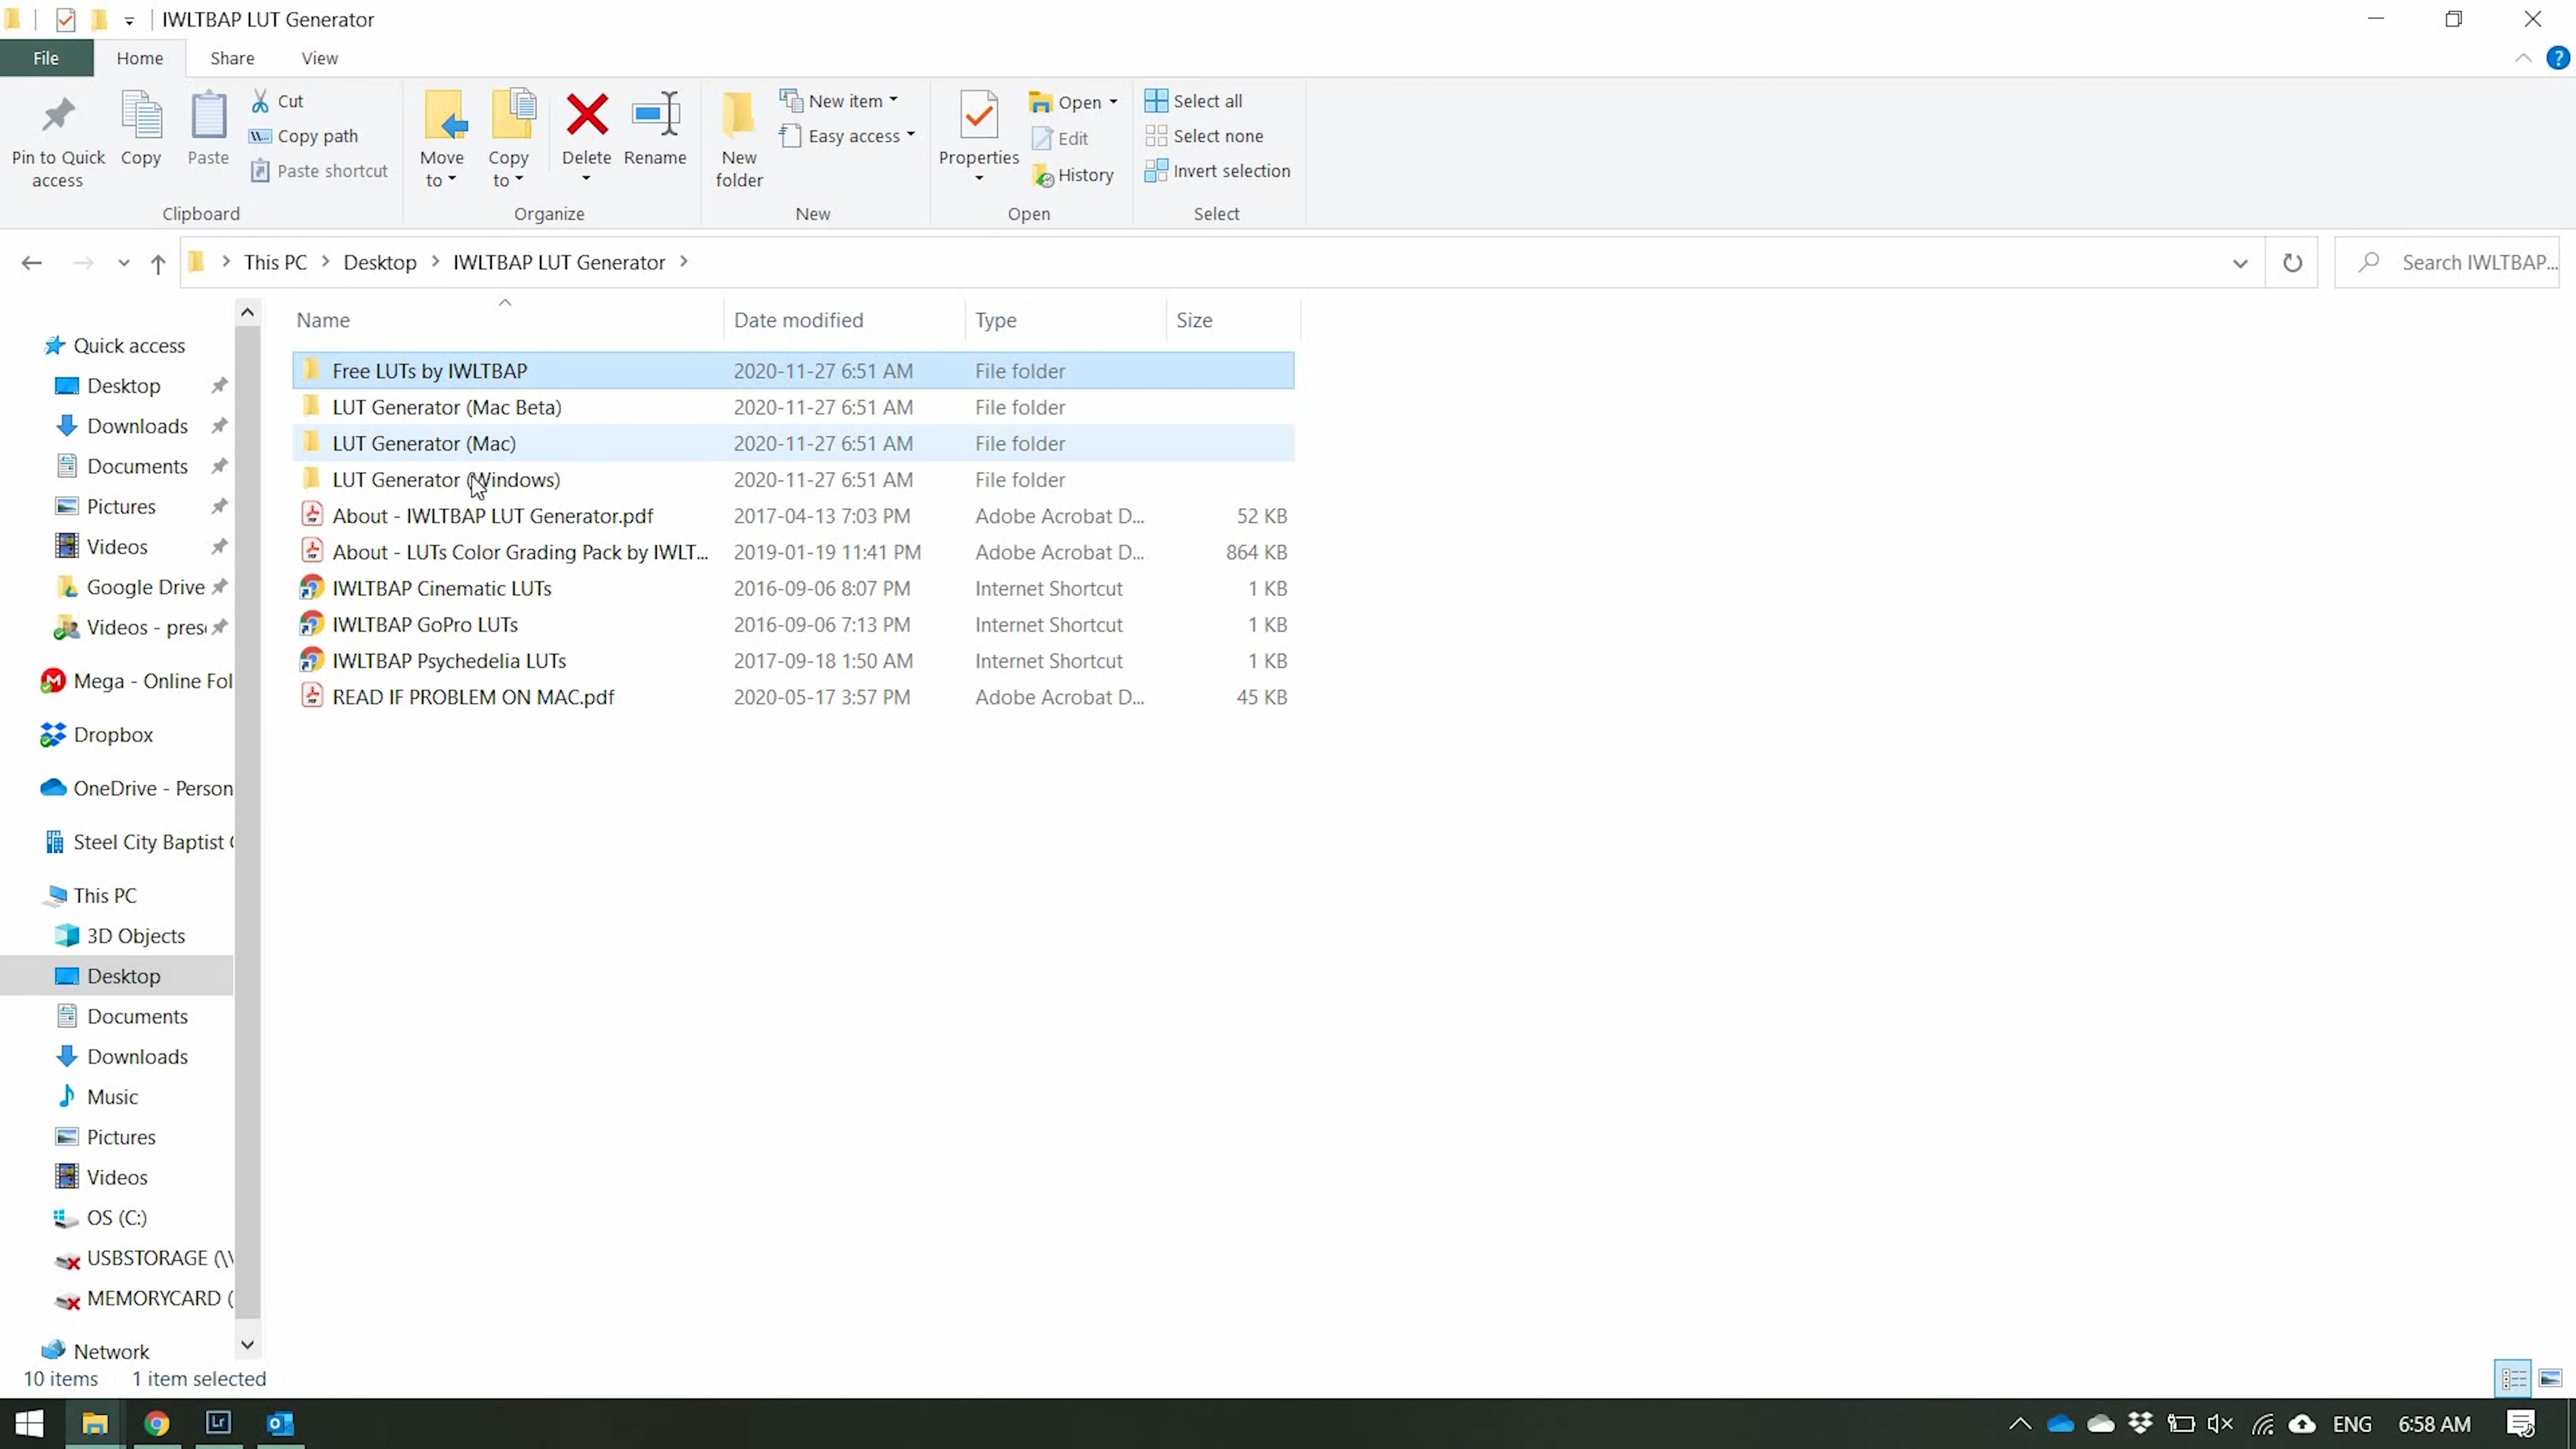 IWLTBAP LUT Generator
File Home Share View
Pin to Quick access
Copy
Paste
Cut
Copy path
Paste shortcut
Clipboard
Move to
Copy to
Delete
Rename
Organize
New folder
New item
Easy access
New
Properties
Open
Edit
History
Open
Select all
Select none
Invert selection
Select
This PC > Desktop > IWLTBAP LUT Generator >
Search IWLTBAP...
Quick access
Desktop
Downloads
Documents
Pictures
Videos
Google Drive
Videos - pres
Mega - Online Fol
Dropbox
OneDrive - Person
Steel City Baptist
This PC
3D Objects
Desktop
Documents
Downloads
Music
Pictures
Videos
OS (C:)
USBSTORAGE (\\
MEMORYCARD (
Network
Name Date modified Type Size
Free LUTs by IWLTBAP 2020-11-27 6:51 AM File folder
LUT Generator (Mac Beta) 2020-11-27 6:51 AM File folder
LUT Generator (Mac) 2020-11-27 6:51 AM File folder
LUT Generator (Windows) 2020-11-27 6:51 AM File folder
About - IWLTBAP LUT Generator.pdf 2017-04-13 7:03 PM Adobe Acrobat D... 52 KB
About - LUTs Color Grading Pack by IWLT... 2019-01-19 11:41 PM Adobe Acrobat D... 864 KB
IWLTBAP Cinematic LUTs 2016-09-06 8:07 PM Internet Shortcut 1 KB
IWLTBAP GoPro LUTs 2016-09-06 7:13 PM Internet Shortcut 1 KB
IWLTBAP Psychedelia LUTs 2017-09-18 1:50 AM Internet Shortcut 1 KB
READ IF PROBLEM ON MAC.pdf 2020-05-17 3:57 PM Adobe Acrobat D... 45 KB
10 items 1 item selected
Lr
ENG 6:58 AM